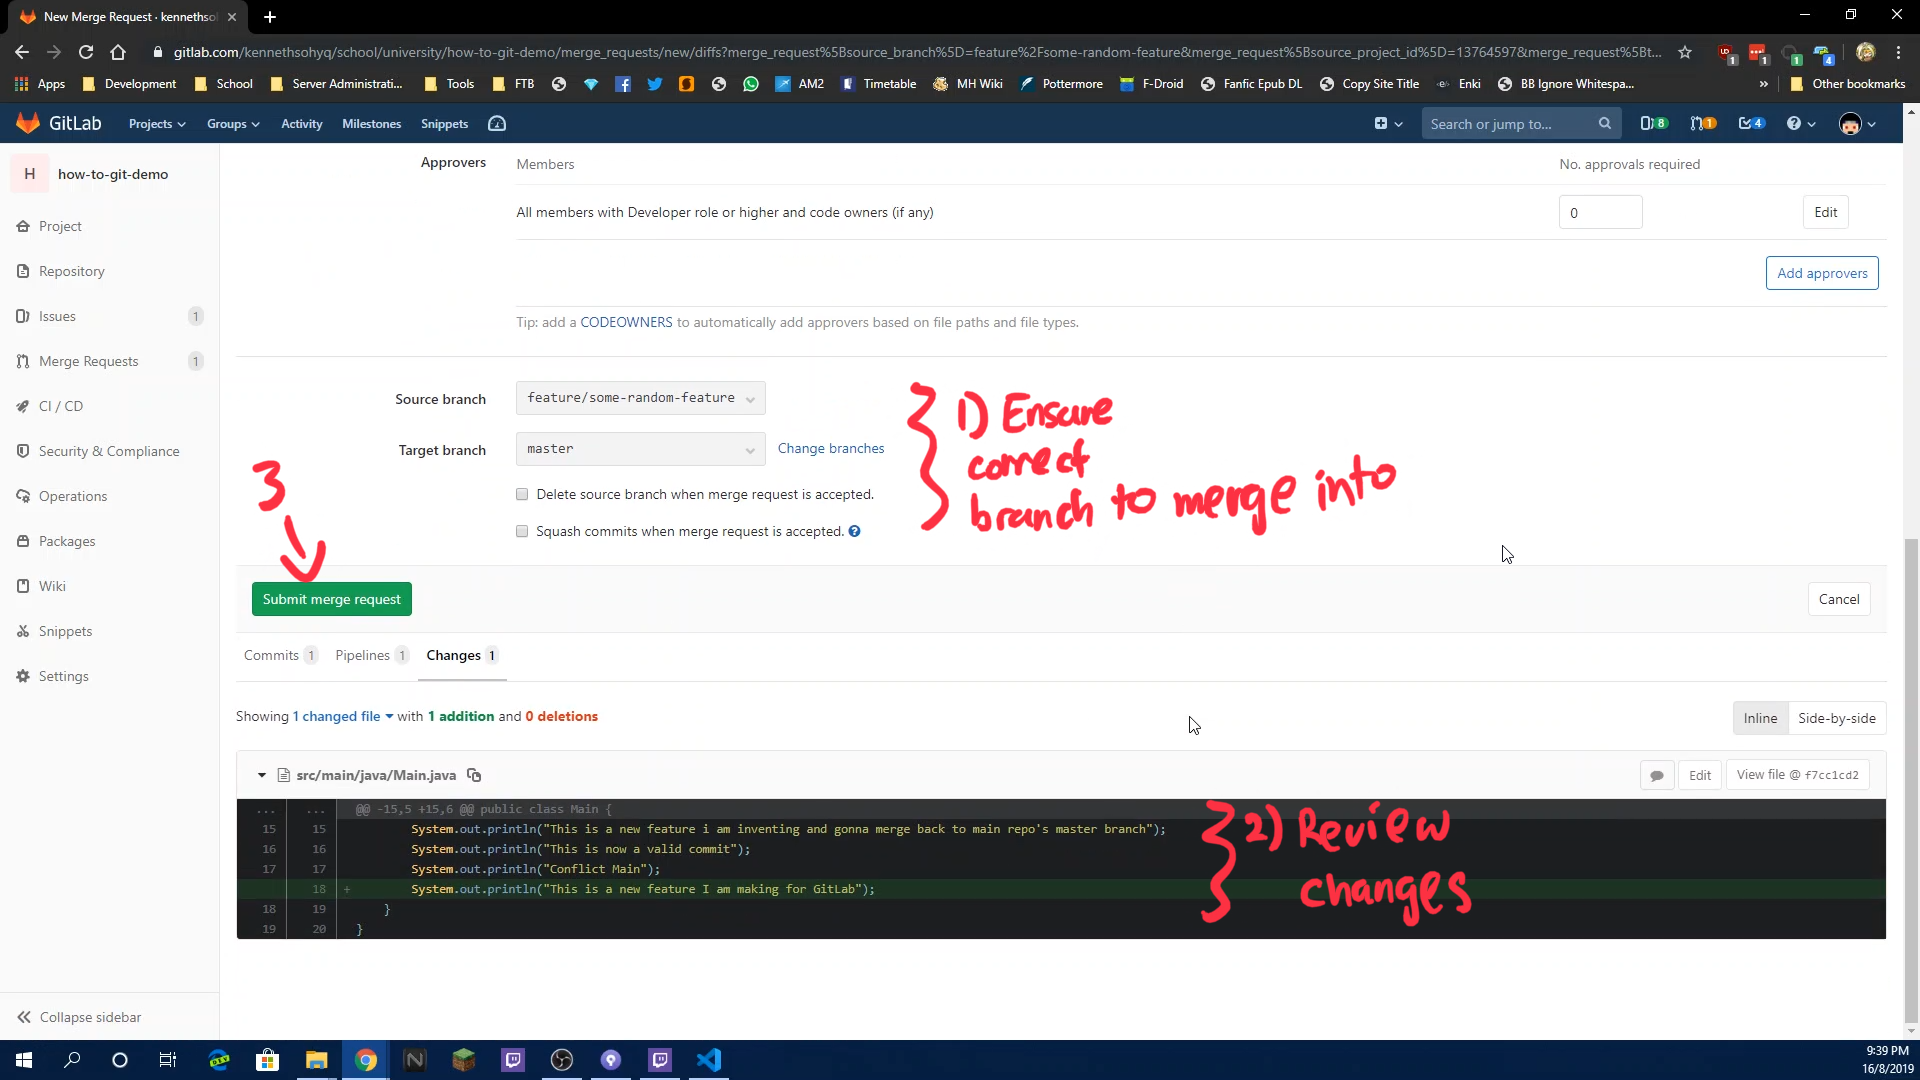 New Merge Request · kennethsoh
gitlab.com/kennethsohyq/school/university/how-to-git-demo/merge_requests/new/diffs?merge_request%5Bsource_branch%5D=feature%2Fsome-random-feature&merge_request%5Bsource_project_id%5D=13764597&merge_request%5Bt...
1 1 1 4
Apps Development School Server Administrati... Tools FTB AM2 Timetable MH Wiki Pottermore F-Droid Fanfic Epub DL Copy Site Title Enki BB Ignore Whitespa... » Other bookmarks
GitLab Projects Groups Activity Milestones Snippets Search or jump to... 8 1 4
H how-to-git-demo
Project
Repository
Issues 1
Merge Requests 1
CI / CD
Security & Compliance
Operations
Packages
Wiki
Snippets
Settings
Collapse sidebar
Approvers Members No. approvals required
All members with Developer role or higher and code owners (if any) 0 Edit
Add approvers
Tip: add a CODEOWNERS to automatically add approvers based on file paths and file types.
Source branch feature/some-random-feature
Target branch master Change branches
Delete source branch when merge request is accepted.
Squash commits when merge request is accepted.
1) Ensure
correct
branch to merge into
3
Submit merge request Cancel
Commits 1 Pipelines 1 Changes 1
Showing 1 changed file with 1 addition and 0 deletions Inline Side-by-side
src/main/java/Main.java Edit View file @ f7cc1cd2
... ... @@ -15,5 +15,6 @@ public class Main {
15 15 System.out.println("This is a new feature i am inventing and gonna merge back to main repo's master branch");
16 16 System.out.println("This is now a valid commit");
17 17 System.out.println("Conflict Main");
18 + System.out.println("This is a new feature I am making for GitLab");
18 19 }
19 20 }
2) Review
changes
9:39 PM
16/8/2019